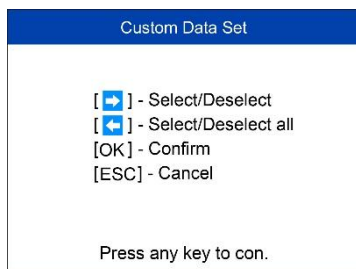 Custom Data Set
[➡] - Select/Deselect
[⬅] - Select/Deselect all
[OK] - Confirm
[ESC] - Cancel
Press any key to con.